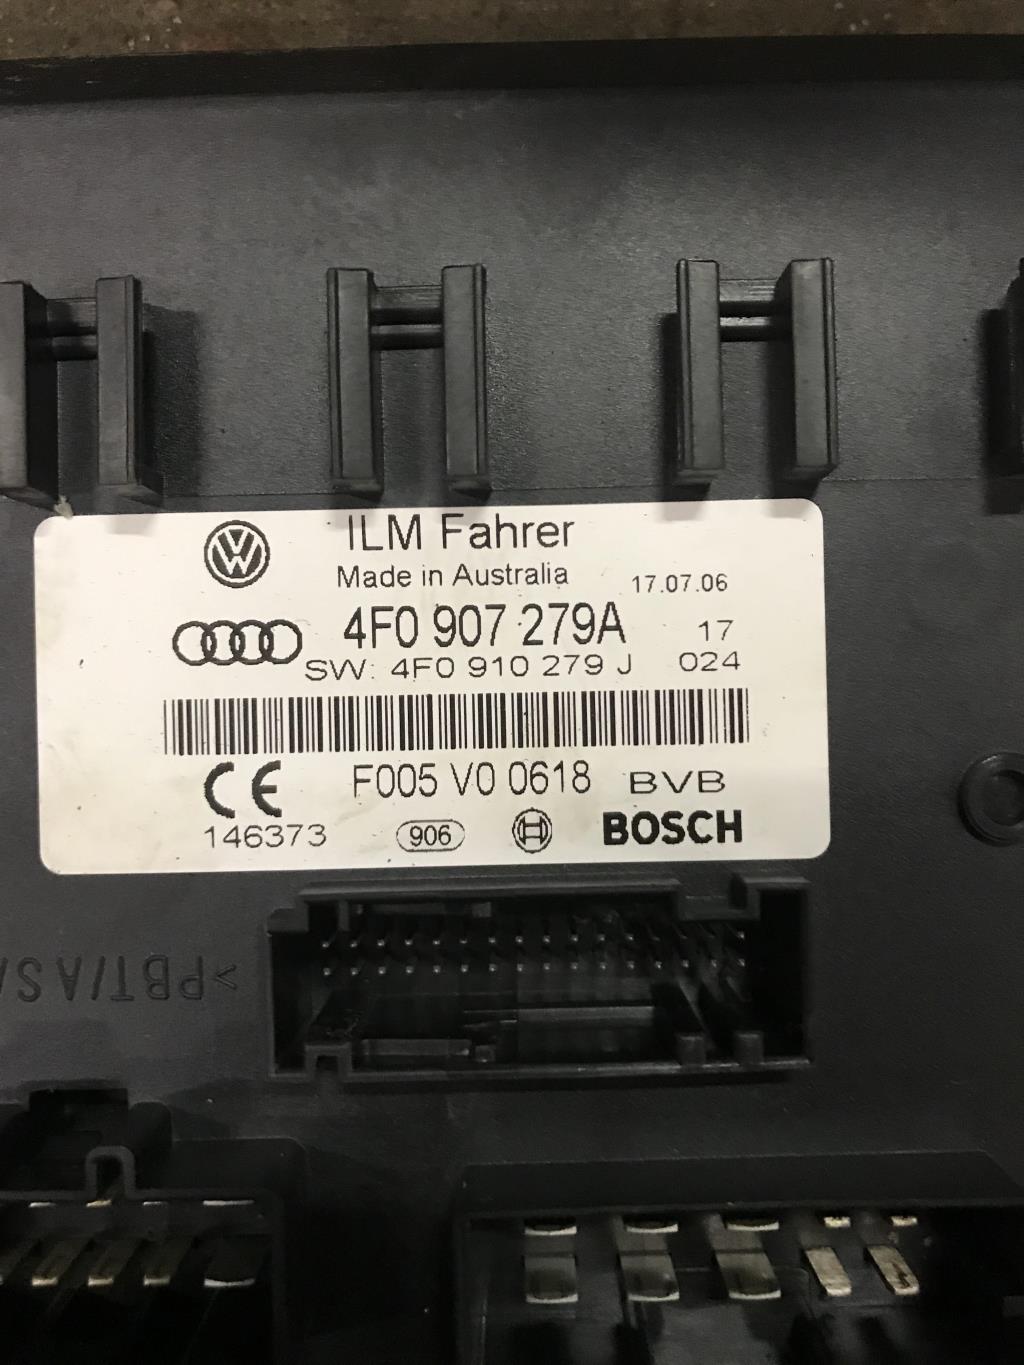 ILM Fahrer
Made in Australia 17.07.06
4F0 907 279A 17
SW: 4F0 910 279 J 024
F005 V0 0618 BVB
146373 906 BOSCH
>PBT/ASA